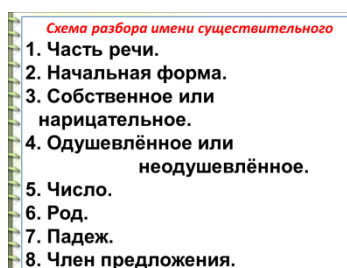 Схема разбора имени существительного
1. Часть речи.
2. Начальная форма.
3. Собственное или
нарицательное.
4. Одушевлённое или
неодушевлённое.
5. Число.
6. Род.
7. Падеж.
8. Член предложения.